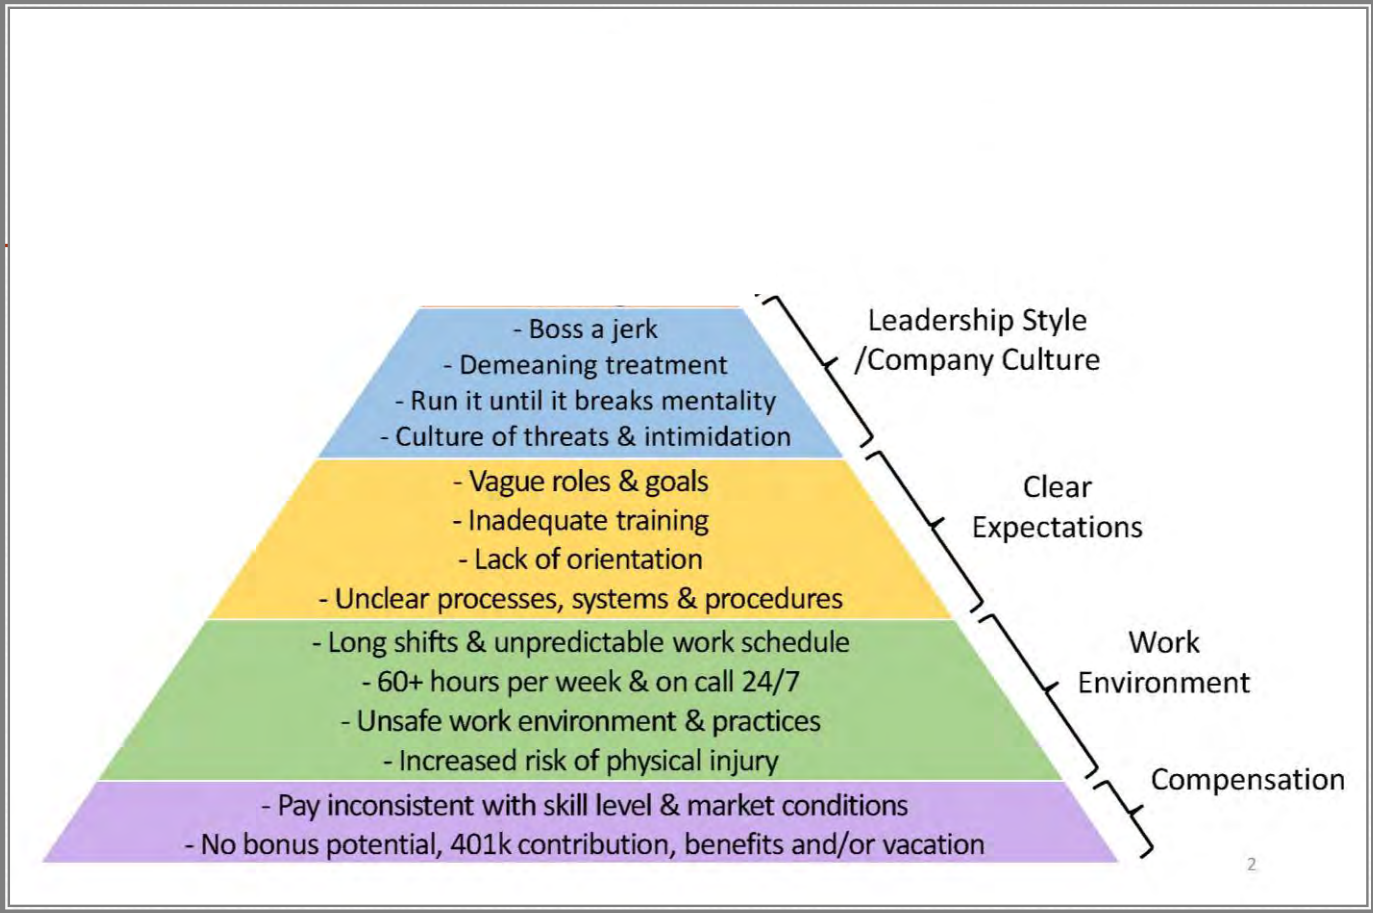 - Boss a jerk
- Demeaning treatment
- Run it until it breaks mentality
- Culture of threats & intimidation
Leadership Style
/Company Culture
- Vague roles & goals
- Inadequate training
- Lack of orientation
- Unclear processes, systems & procedures
Clear
Expectations
- Long shifts & unpredictable work schedule
- 60+ hours per week & on call 24/7
- Unsafe work environment & practices
- Increased risk of physical injury
Work
Environment
- Pay inconsistent with skill level & market conditions
- No bonus potential, 401k contribution, benefits and/or vacation
Compensation
2